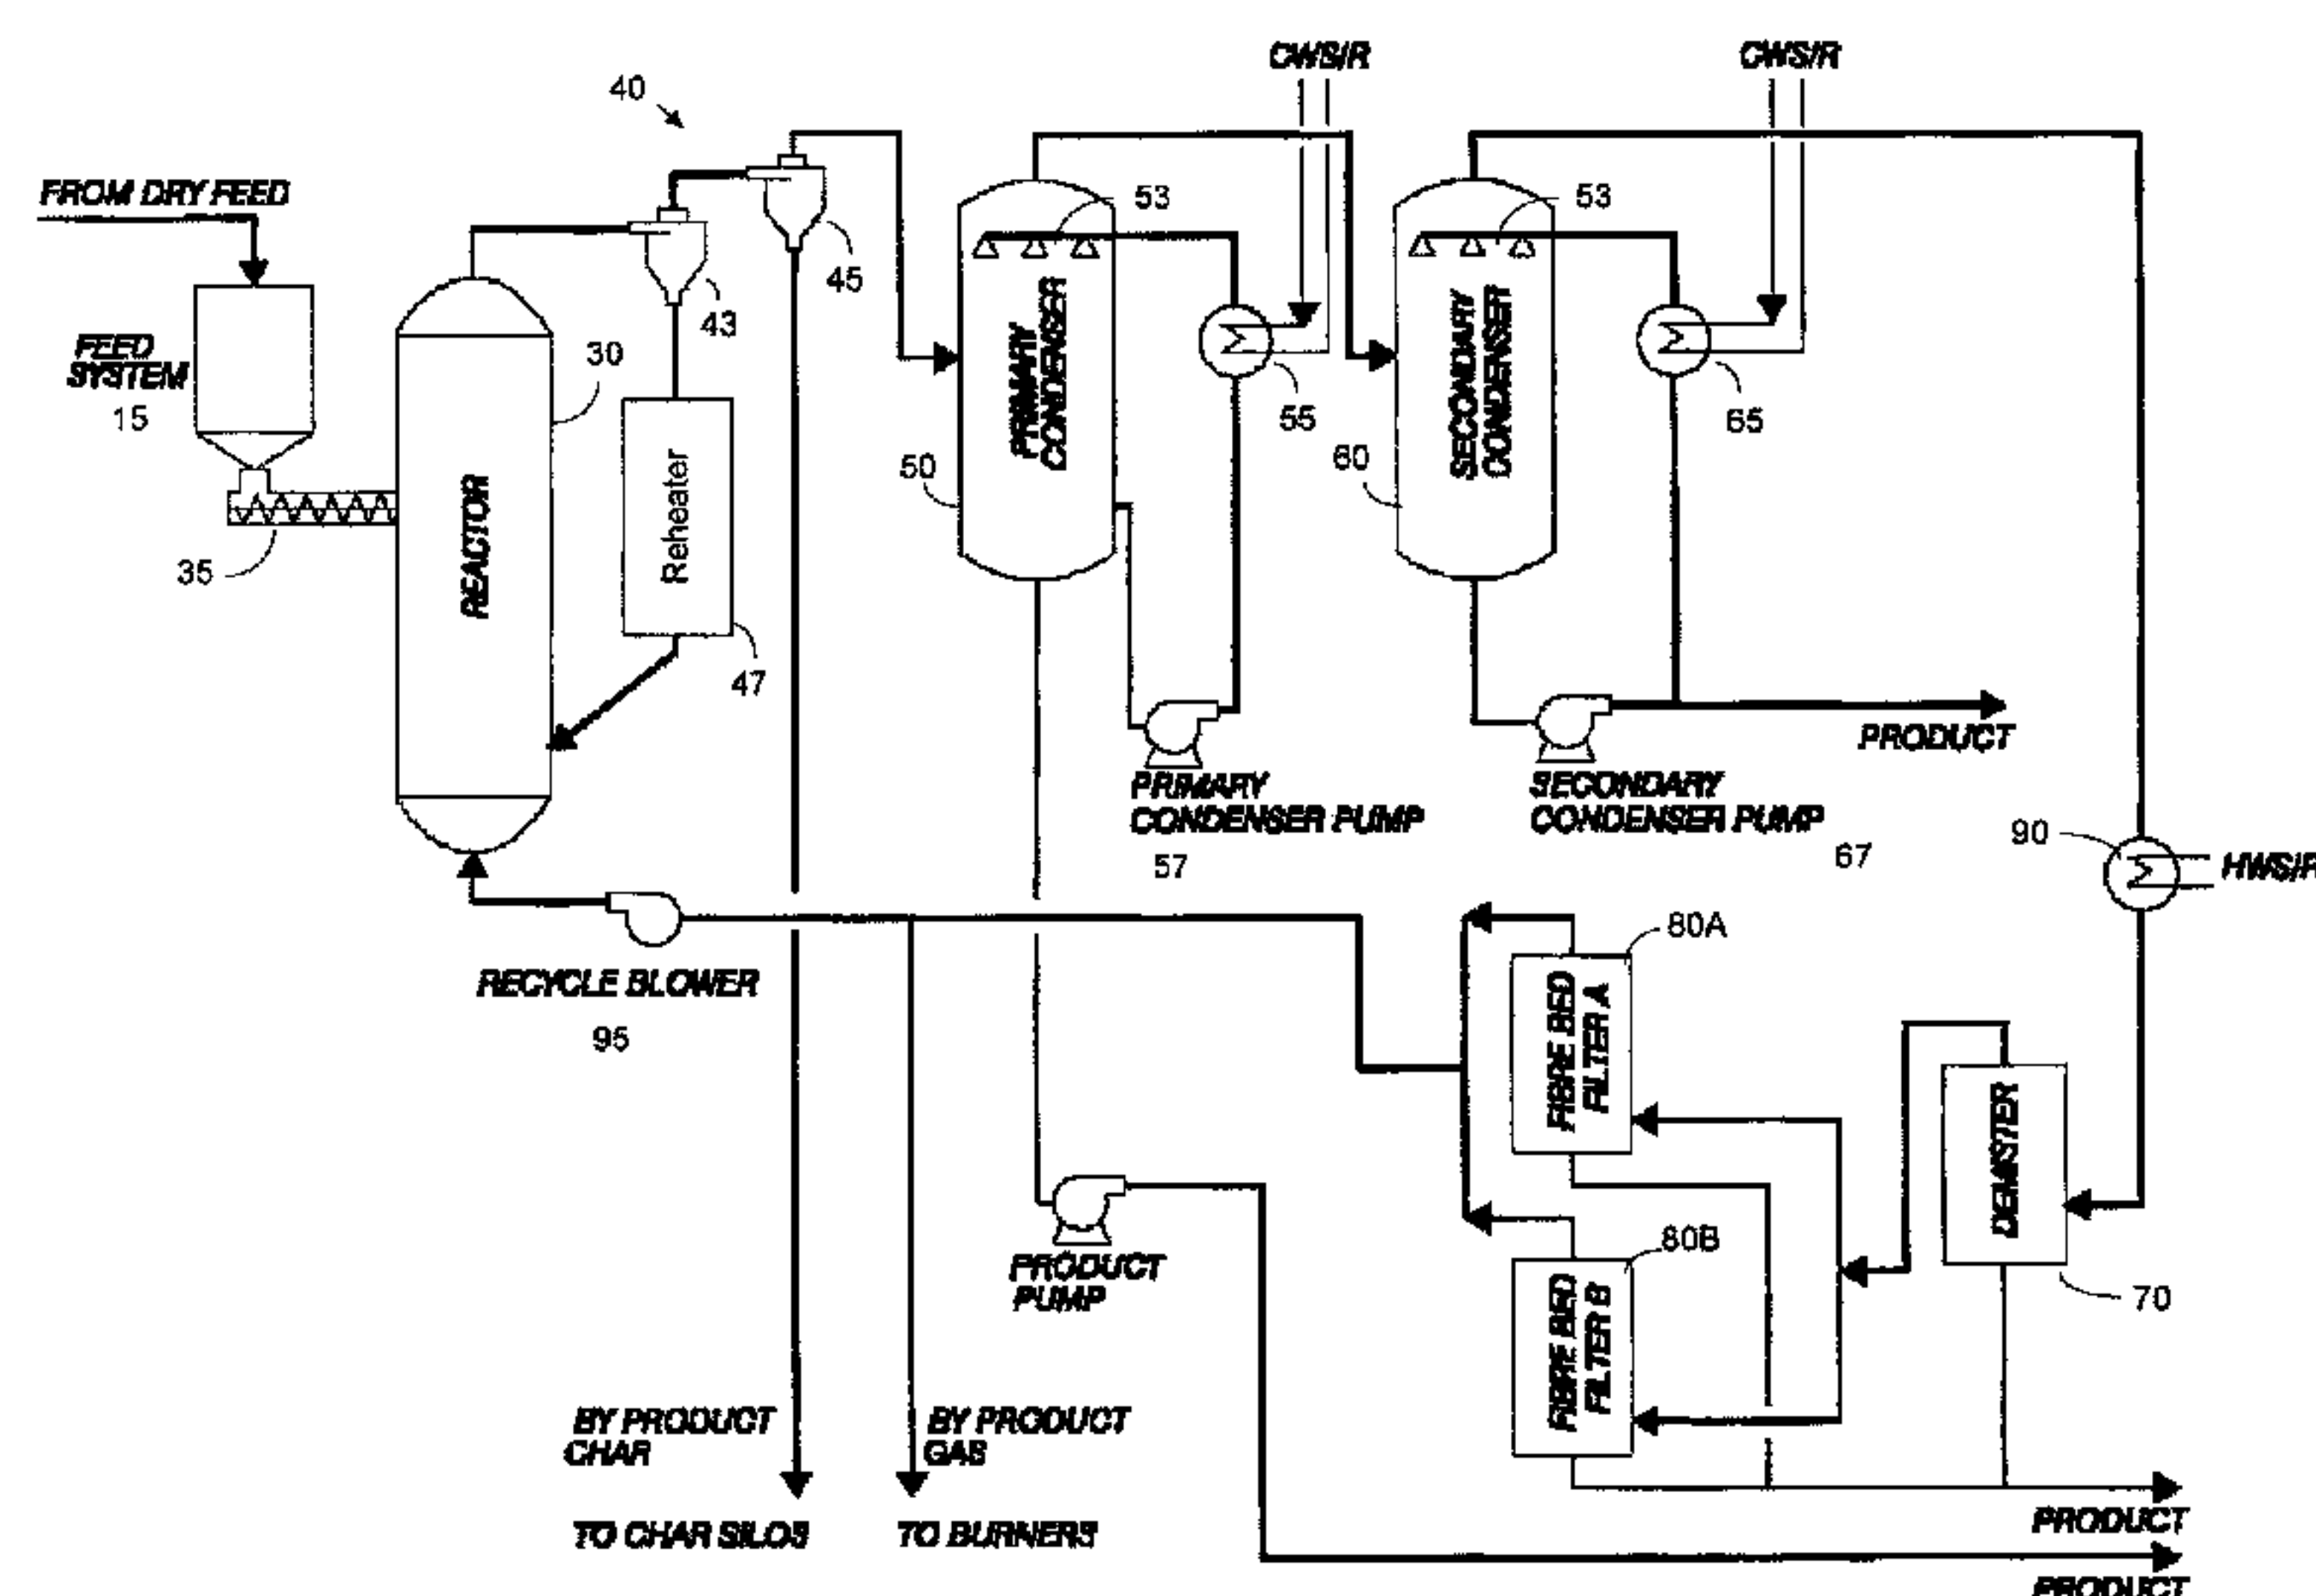 CWS/R
CWS/R
40
FROM DRY FEED
53
53
45
43
FEED
SYSTEM
15
30
PRIMARY
CONDENSER
SECONDARY
CONDENSER
55
65
50
60
REACTOR
Reheater
35
47
PRODUCT
PRIMARY
CONDENSER PUMP
57
SECONDARY
CONDENSER PUMP
67
90
HWS/R
80A
RECYCLE BLOWER
95
FIBRE BED
FILTER A
DEMISTER
80B
PRODUCT
PUMP
70
FIBRE BED
FILTER B
BY PRODUCT
CHAR
BY PRODUCT
GAS
TO CHAR SILOS
TO BURNERS
PRODUCT
PRODUCT